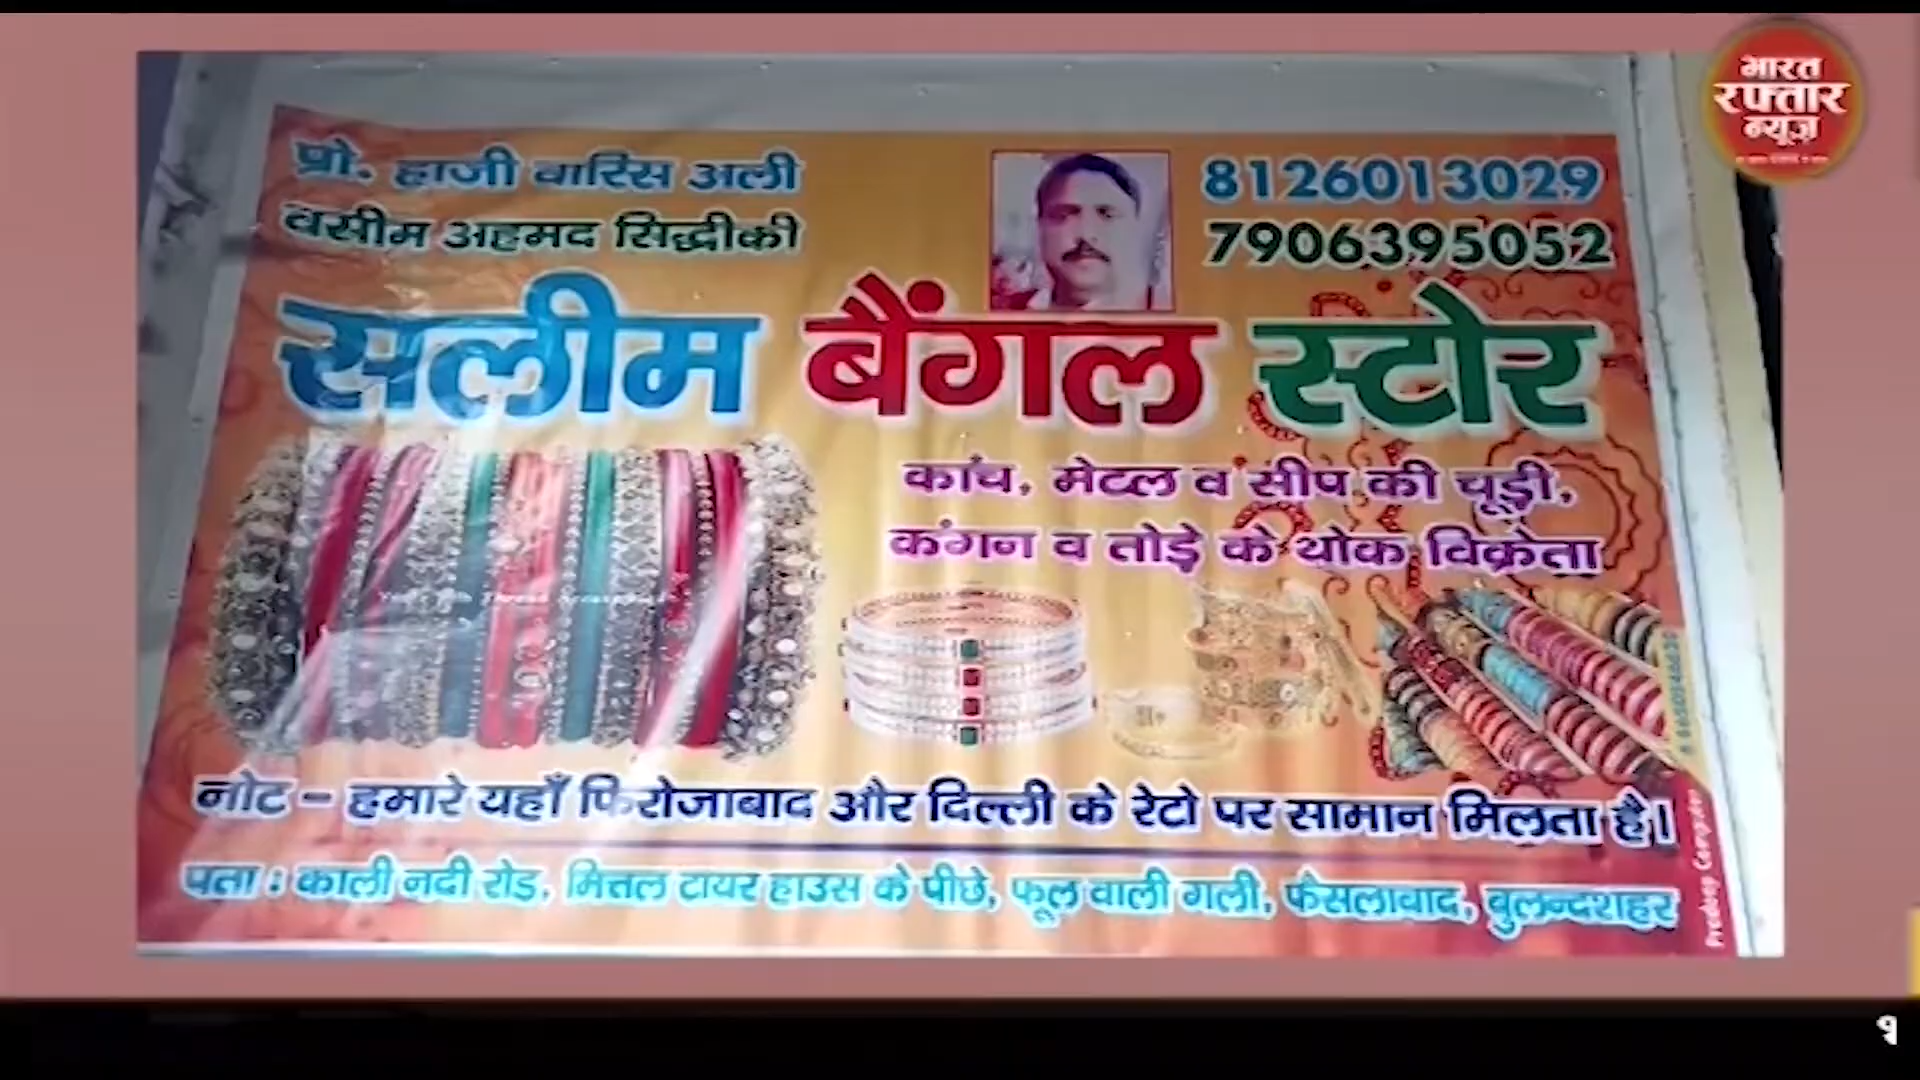 भारत
रफ्तार
न्यूज़
प्रो. हाजी वारिस अली
8126013029
वसीम अहमद सिद्धीकी
7906395052
सलीम बैंगल स्टोर
कांच, मेटल व सीप की चूड़ी,
कंगन व तोड़े के थोक विक्रेता
नोट - हमारे यहाँ फिरोजाबाद और दिल्ली के रेटो पर सामान मिलता है।
पता : काली नदी रोड, मित्तल टायर हाउस के पीछे, फूल वाली गली, फैसलाबाद, बुलन्दशहर